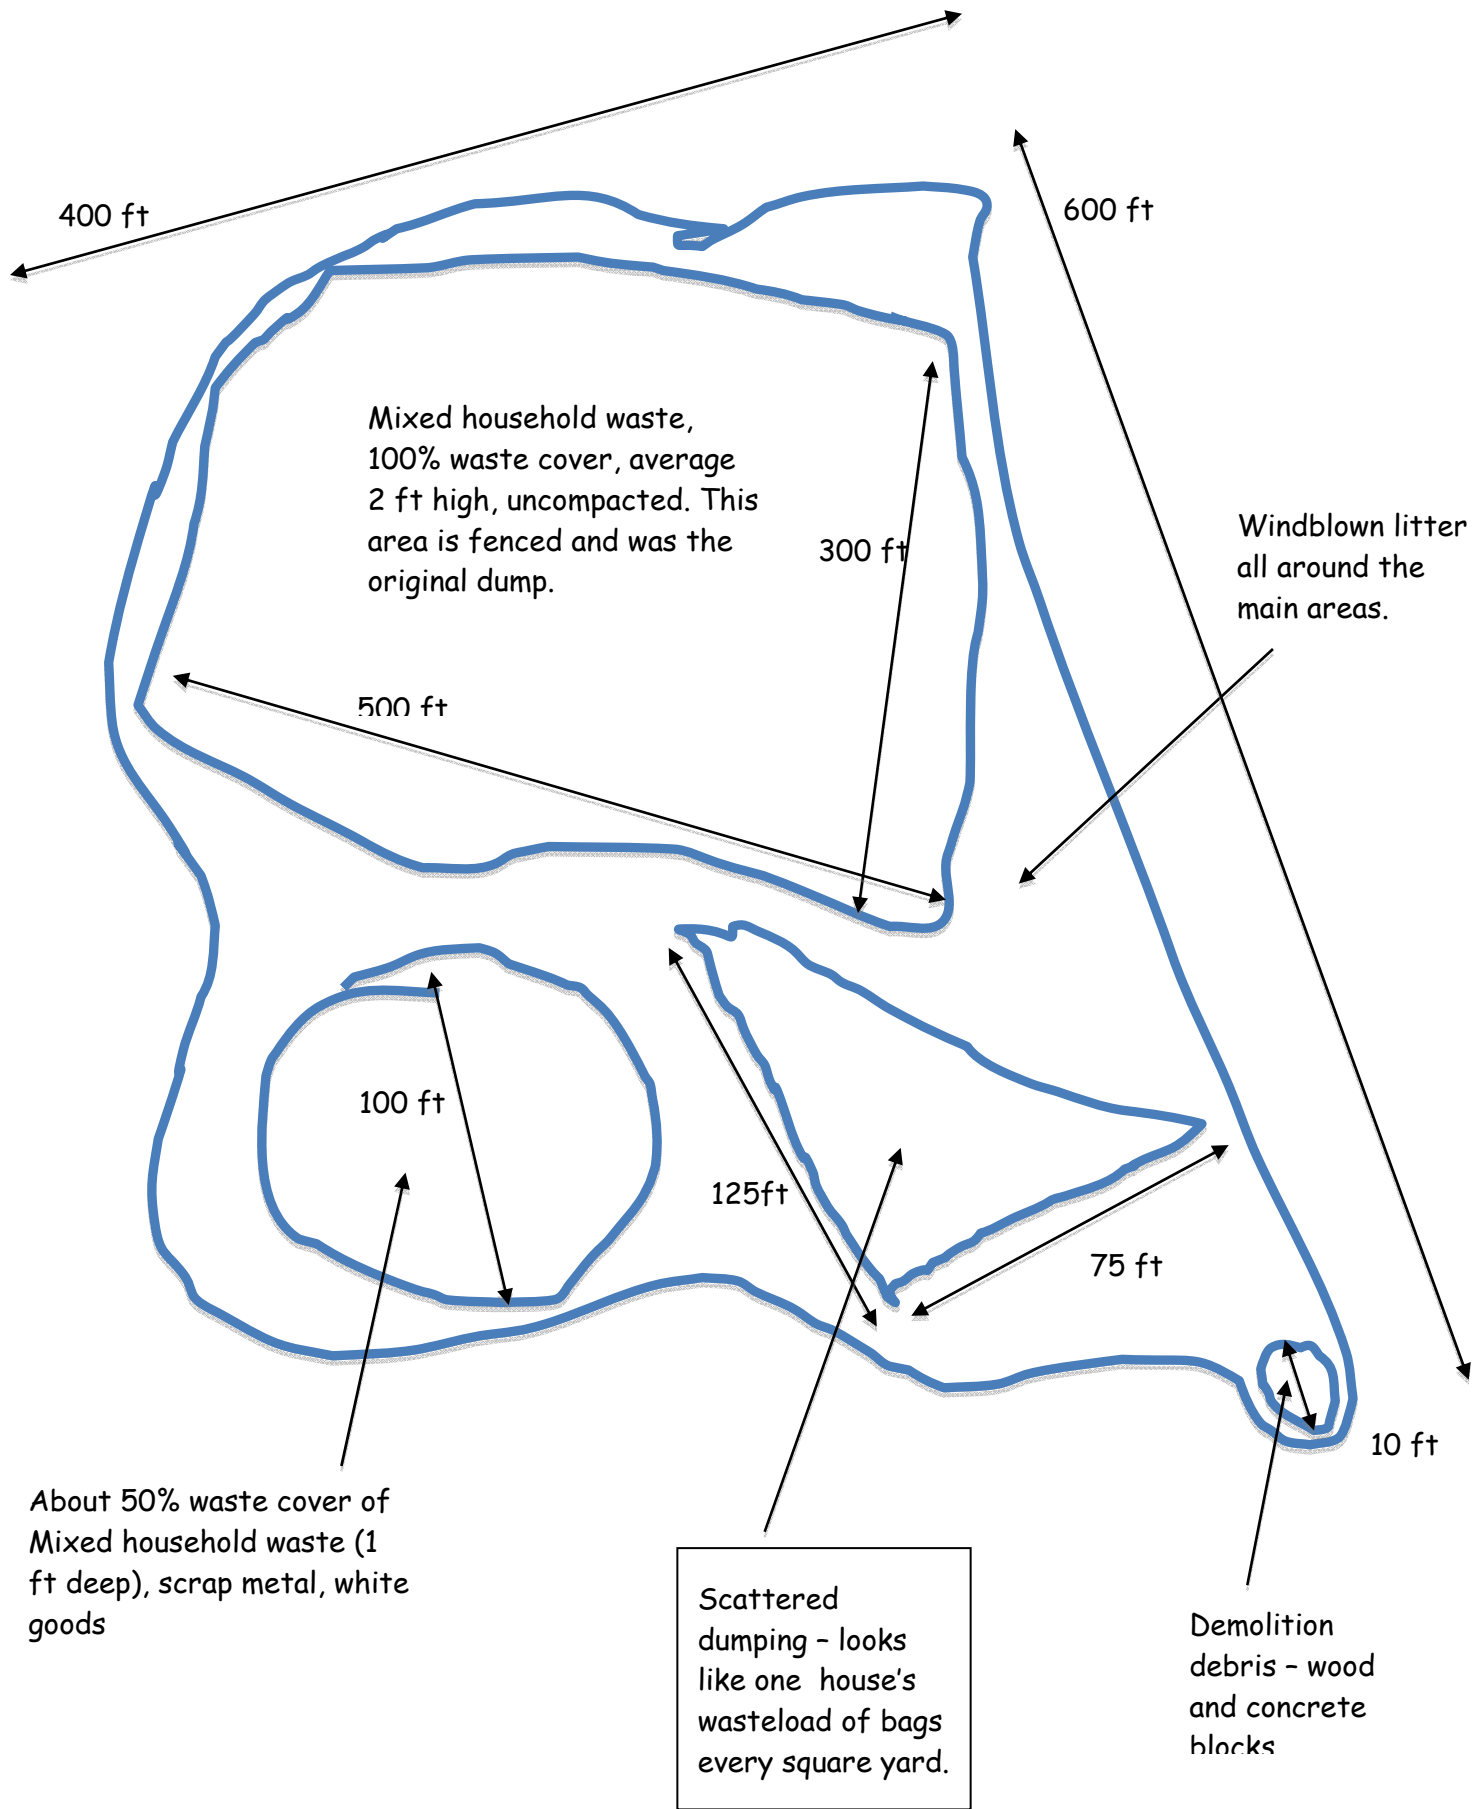 400 ft
600 ft
Mixed household waste,
100% waste cover, average
2 ft high, uncompacted. This
area is fenced and was the
original dump.
300 ft
Windblown litter
all around the
main areas.
500 ft
100 ft
125ft
75 ft
10 ft
About 50% waste cover of
Mixed household waste (1
ft deep), scrap metal, white
goods
Scattered
dumping – looks
like one house’s
wasteload of bags
every square yard.
Demolition
debris – wood
and concrete
blocks